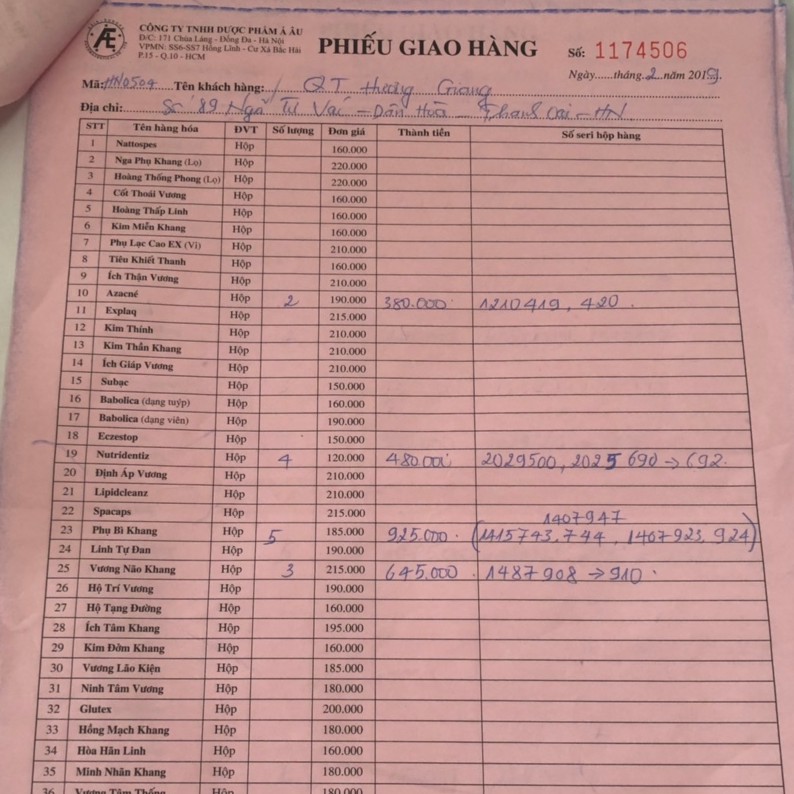 CÔNG TY TNHH DƯỢC PHẨM Á ÂU
Đ/C: 171 Chùa Láng - Đống Đa - Hà Nội
VPMN: SS6-SS7 Hồng Lĩnh - Cư Xá Bắc Hải
P.15 - Q.10 - HCM
PHIẾU GIAO HÀNG
Số: 1174506
Ngày......tháng.2..năm 2019.
Mã: HN0504 Tên khách hàng: QT Hương Giang
Địa chỉ: Số 89 Ngã Tư Vác - Dân Hòa - Thanh Oai - HN.
STT Tên hàng hóa ĐVT Số lượng Đơn giá Thành tiền Số seri hộp hàng
1 Nattospes Hộp 160.000
2 Nga Phụ Khang (Lọ) Hộp 220.000
3 Hoàng Thống Phong (Lọ) Hộp 220.000
4 Cốt Thoái Vương Hộp 160.000
5 Hoàng Thấp Linh Hộp 160.000
6 Kim Miễn Khang Hộp 160.000
7 Phụ Lạc Cao EX (Vỉ) Hộp 210.000
8 Tiêu Khiết Thanh Hộp 160.000
9 Ích Thận Vương Hộp 210.000
10 Azacné Hộp 2 190.000 380.000 1210419, 420.
11 Explaq Hộp 215.000
12 Kim Thính Hộp 210.000
13 Kim Thần Khang Hộp 210.000
14 Ích Giáp Vương Hộp 210.000
15 Subạc Hộp 150.000
16 Babolica (dạng tuýp) Hộp 160.000
17 Babolica (dạng viên) Hộp 190.000
18 Eczestop Hộp 150.000
19 Nutridentiz Hộp 4 120.000 480.000 2029500, 2025690 → 692.
20 Định Áp Vương Hộp 210.000
21 Lipidcleanz Hộp 210.000
22 Spacaps Hộp 215.000
1407947
23 Phụ Bì Khang Hộp 5 185.000 925.000. (1415743.744, 1407923, 924)
24 Linh Tự Đan Hộp 190.000
25 Vương Não Khang Hộp 3 215.000 645.000. 1487908 → 910.
26 Hộ Trí Vương Hộp 190.000
27 Hộ Tạng Đường Hộp 160.000
28 Ích Tâm Khang Hộp 195.000
29 Kim Đởm Khang Hộp 160.000
30 Vương Lão Kiện Hộp 185.000
31 Ninh Tâm Vương Hộp 180.000
32 Glutex Hộp 200.000
33 Hồng Mạch Khang Hộp 180.000
34 Hòa Hãn Linh Hộp 160.000
35 Minh Nhãn Khang Hộp 180.000
36 Vương Tâm Thống Hộp 180.000